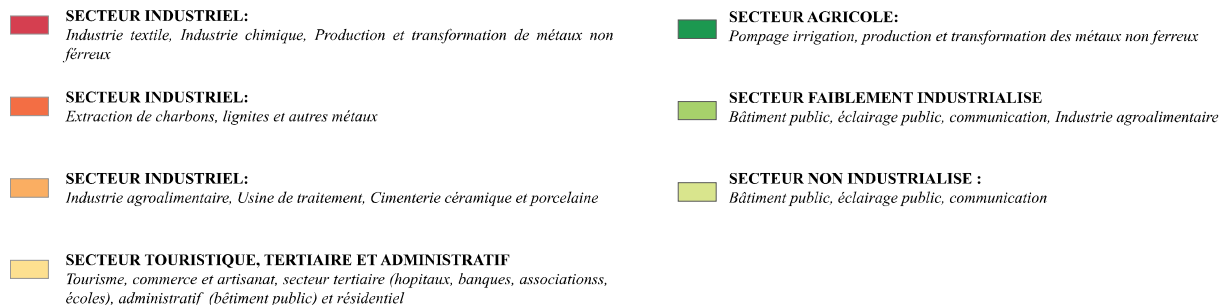 SECTEUR INDUSTRIEL:
Industrie textile, Industrie chimique, Production et transformation de métaux non
férreux
SECTEUR INDUSTRIEL:
Extraction de charbons, lignites et autres métaux
SECTEUR INDUSTRIEL:
Industrie agroalimentaire, Usine de traitement, Cimenterie céramique et porcelaine
SECTEUR TOURISTIQUE, TERTIAIRE ET ADMINISTRATIF
Tourisme, commerce et artisanat, secteur tertiaire (hopitaux, banques, associationss,
écoles), administratif (bêtiment public) et résidentiel
SECTEUR AGRICOLE:
Pompage irrigation, production et transformation des métaux non ferreux
SECTEUR FAIBLEMENT INDUSTRIALISE
Bâtiment public, éclairage public, communication, Industrie agroalimentaire
SECTEUR NON INDUSTRIALISE :
Bâtiment public, éclairage public, communication